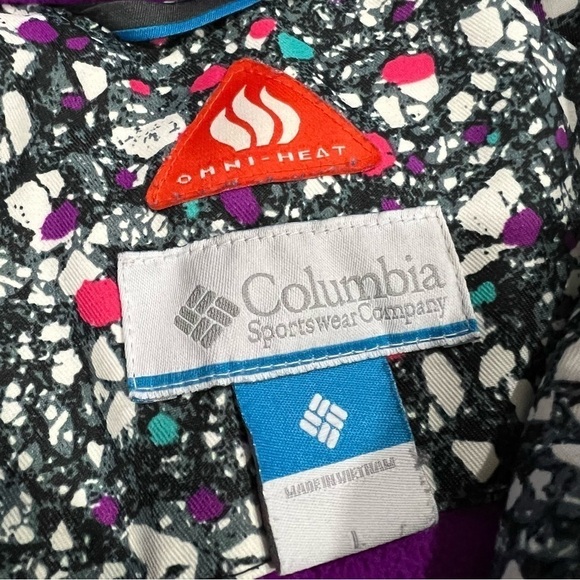 OMNI-HEAT
Columbia
Sportswear Company
MADE IN VIETNAM